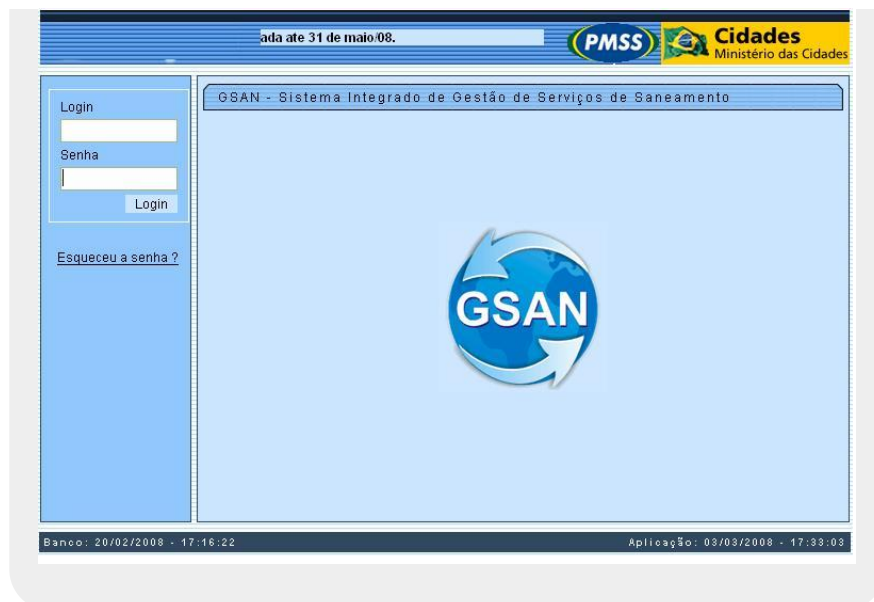 ada ate 31 de maio/08.
PMSS
Cidades
Ministério das Cidades
GSAN - Sistema Integrado de Gestão de Serviços de Saneamento
Login
Senha
Login
Esqueceu a senha ?
GSAN
Banco: 20/02/2008 - 17:16:22
Aplicação: 03/03/2008 - 17:33:03